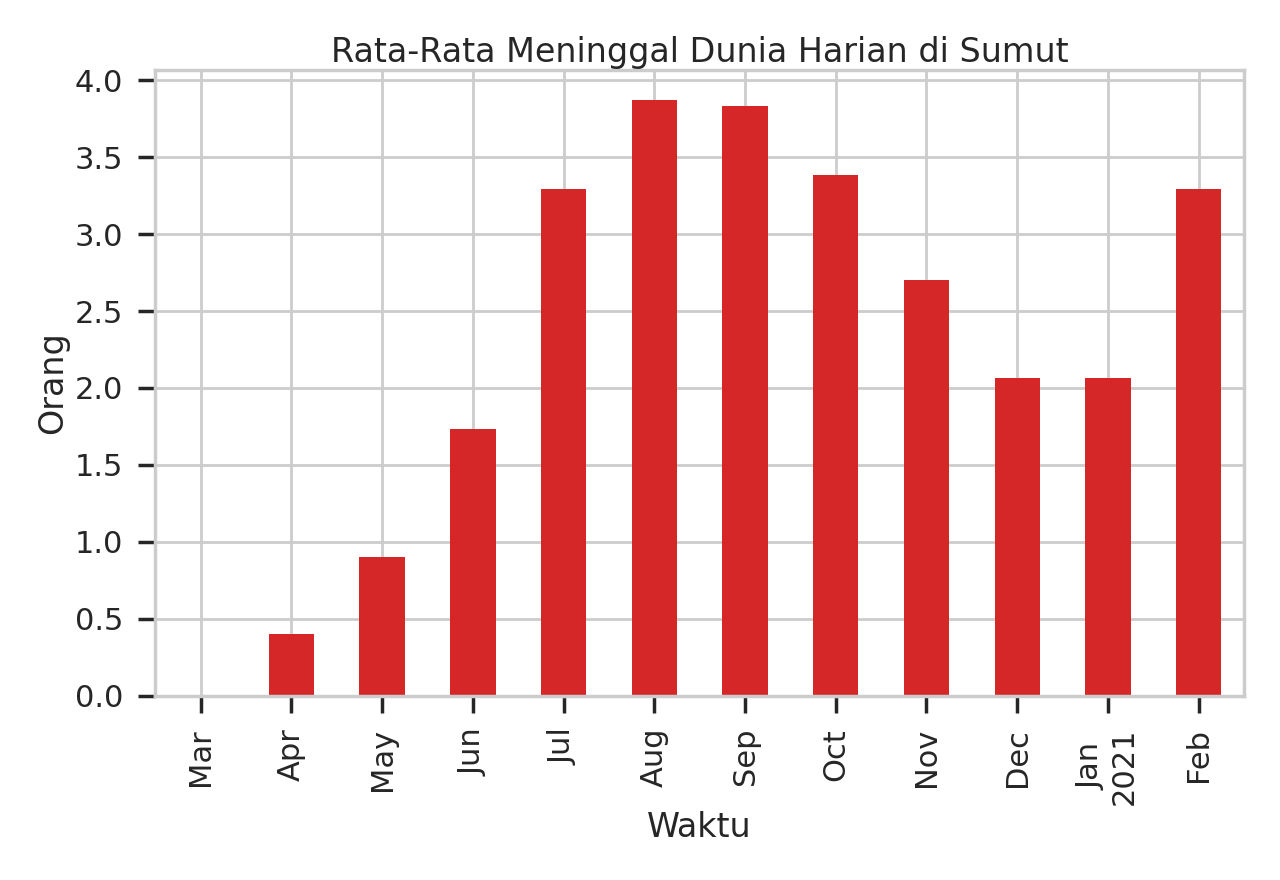 Rata-Rata Meninggal Dunia Harian di Sumut
4.0
3.5
3.0
2.5
2.0
1.5
1.0
0.5
0.0
Orang
Mar
Apr
May
Jun
Jul
Aug
Sep
Oct
Nov
Dec
Jan
2021
Feb
Waktu